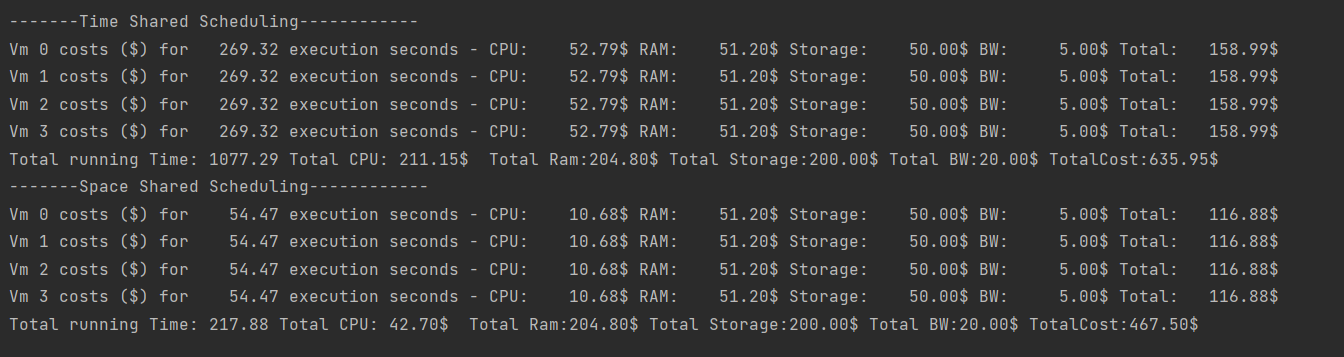 -------Time Shared Scheduling------------
Vm 0 costs ($) for   269.32 execution seconds - CPU:    52.79$ RAM:    51.20$ Storage:    50.00$ BW:     5.00$ Total:   158.99$
Vm 1 costs ($) for   269.32 execution seconds - CPU:    52.79$ RAM:    51.20$ Storage:    50.00$ BW:     5.00$ Total:   158.99$
Vm 2 costs ($) for   269.32 execution seconds - CPU:    52.79$ RAM:    51.20$ Storage:    50.00$ BW:     5.00$ Total:   158.99$
Vm 3 costs ($) for   269.32 execution seconds - CPU:    52.79$ RAM:    51.20$ Storage:    50.00$ BW:     5.00$ Total:   158.99$
Total running Time: 1077.29 Total CPU: 211.15$  Total Ram:204.80$ Total Storage:200.00$ Total BW:20.00$ TotalCost:635.95$
-------Space Shared Scheduling------------
Vm 0 costs ($) for    54.47 execution seconds - CPU:    10.68$ RAM:    51.20$ Storage:    50.00$ BW:     5.00$ Total:   116.88$
Vm 1 costs ($) for    54.47 execution seconds - CPU:    10.68$ RAM:    51.20$ Storage:    50.00$ BW:     5.00$ Total:   116.88$
Vm 2 costs ($) for    54.47 execution seconds - CPU:    10.68$ RAM:    51.20$ Storage:    50.00$ BW:     5.00$ Total:   116.88$
Vm 3 costs ($) for    54.47 execution seconds - CPU:    10.68$ RAM:    51.20$ Storage:    50.00$ BW:     5.00$ Total:   116.88$
Total running Time: 217.88 Total CPU: 42.70$  Total Ram:204.80$ Total Storage:200.00$ Total BW:20.00$ TotalCost:467.50$